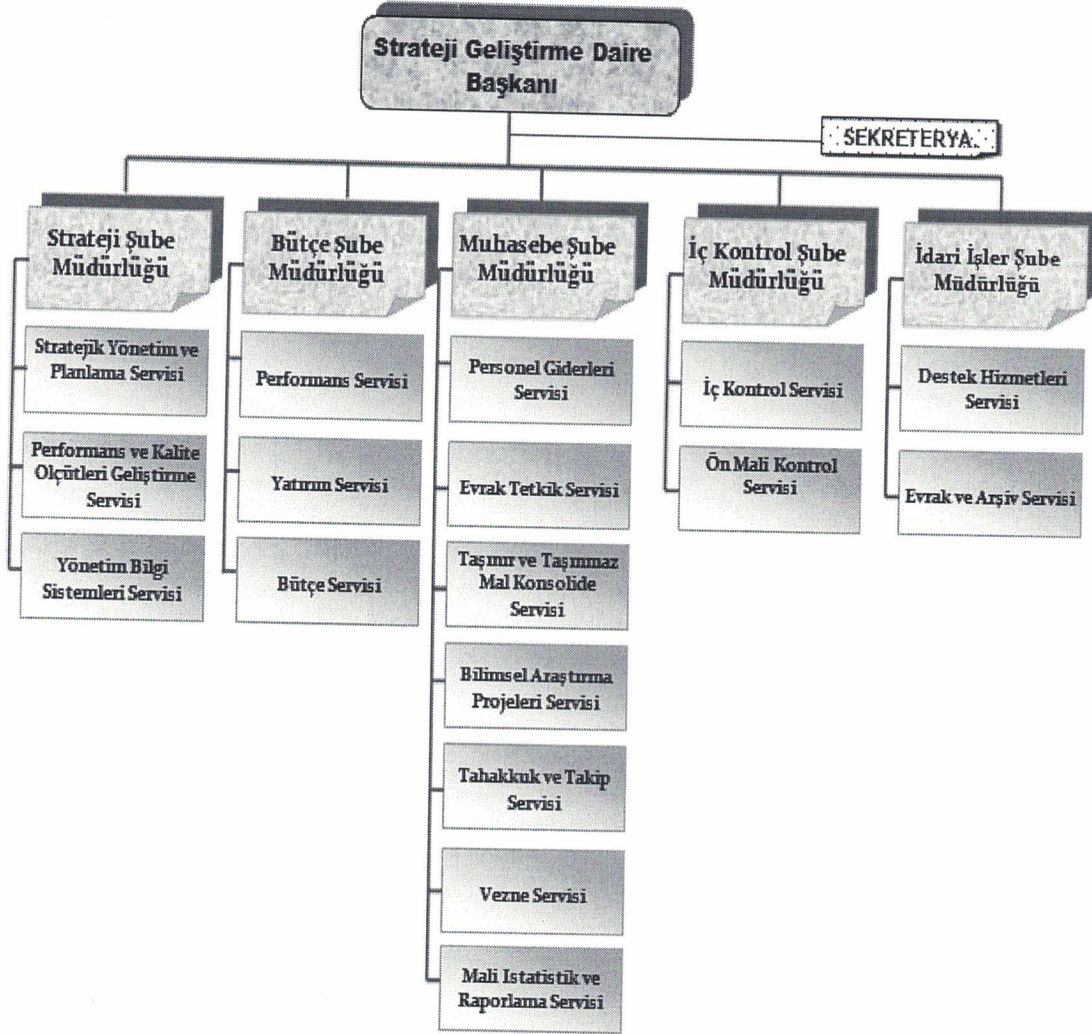 Strateji Geliştirme Daire
Başkanı
SEKRETERYA.
Strateji Şube
Müdürlüğü
Stratejik Yönetim ve
Planlama Servisi
Performans ve Kalite
Olçütleri Geliştirme
Servisi
Yönetim Bilgi
Sistemleri Servisi
Bütçe Şube
Müdürlüğü
Performans Servisi
Yatırım Servisi
Bütçe Servisi
Muhasebe Şube
Müdürlüğü
Personel Giderleri
Servisi
Evrak Tetkik Servisi
Taşınır ve Taşınmaz
Mal Konsolide
Servisi
Bilimsel Araştırma
Projeleri Servisi
Tahakkuk ve Takip
Servisi
Vezne Servisi
Mali Istatistik ve
Raporlama Servisi
İç Kontrol Şube
Müdürlüğü
İç Kontrol Servisi
Ön Mali Kontrol
Servisi
İdari İşler Şube
Müdürlüğü
Destek Hizmetleri
Servisi
Evrak ve Arşiv Servisi